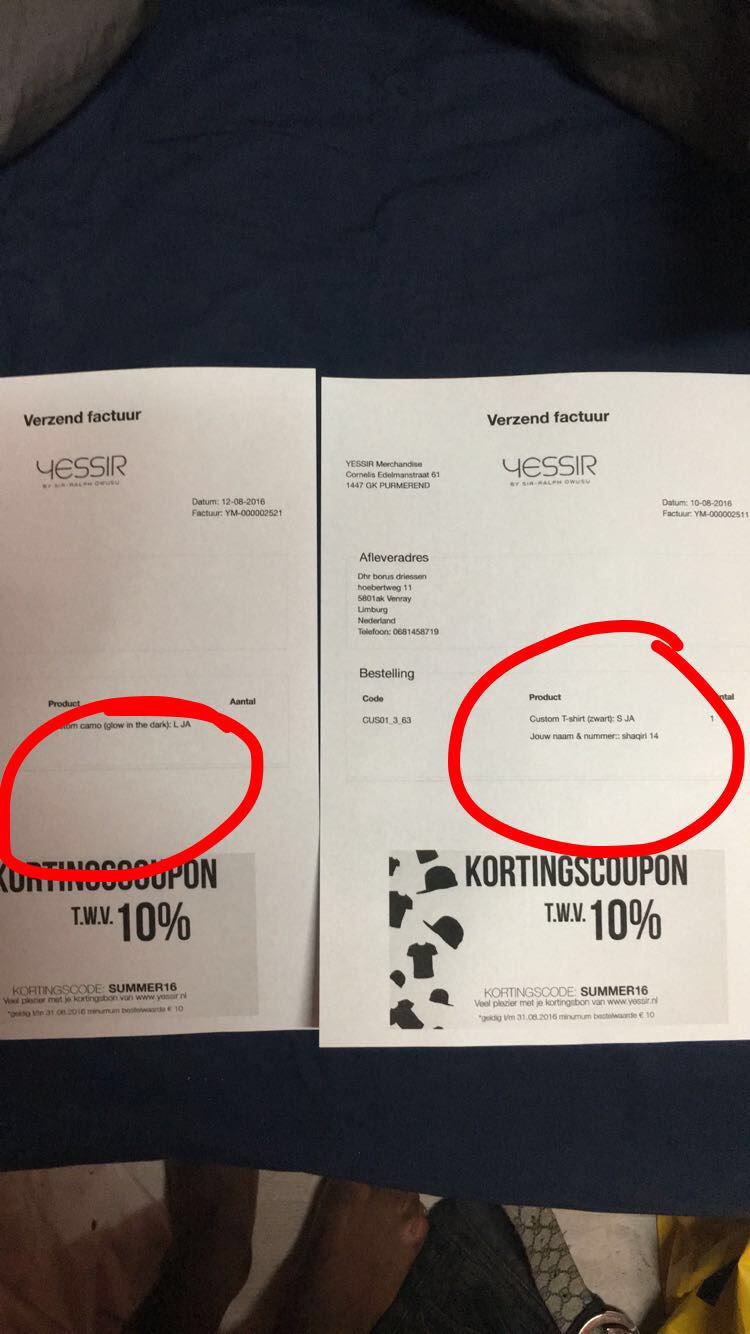 Verzend factuur
YESSIR
BY SIR-RALPH OWUSU
Datum: 12-08-2016
Factuur: YM-000002521
Product
Aantal
camo (glow in the dark): L JA
KORTINGSCOUPON
T.W.V. 10%
KORTINGSCODE: SUMMER16
Veel plezier met je kortingsbon van www.yessir.nl
*geldig t/m 31.08.2016 minumum bestelwaarde € 10
Verzend factuur
YESSIR Merchandise
Cornelis Edelmanstraat 61
1447 GK PURMEREND
YESSIR
BY SIR-RALPH OWUSU
Datum: 10-08-2016
Factuur: YM-000002511
Afleveradres
Dhr borus driessen
hoebertweg 11
5801ak Venray
Limburg
Nederland
Telefoon: 0681458719
Bestelling
Code
Product
ntal
CUS01_3_63
Custom T-shirt (zwart): S JA
1
Jouw naam & nummer:: shaqiri 14
KORTINGSCOUPON
T.W.V. 10%
KORTINGSCODE: SUMMER16
Veel plezier met je kortingsbon van www.yessir.nl
*geldig t/m 31.08.2016 minumum bestelwaarde € 10